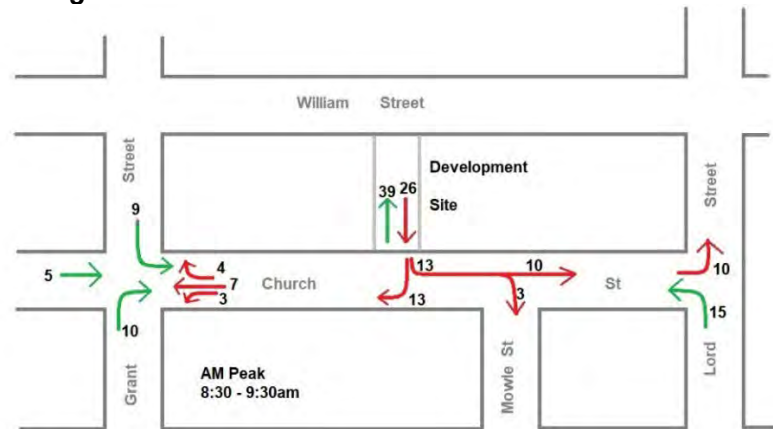 William Street
Street
Street
Development
Site
39 26
9
5
4
7
3
Church
13
10
St
10
3
13
15
10
AM Peak
8:30 - 9:30am
Grant
Mowle St
Lord